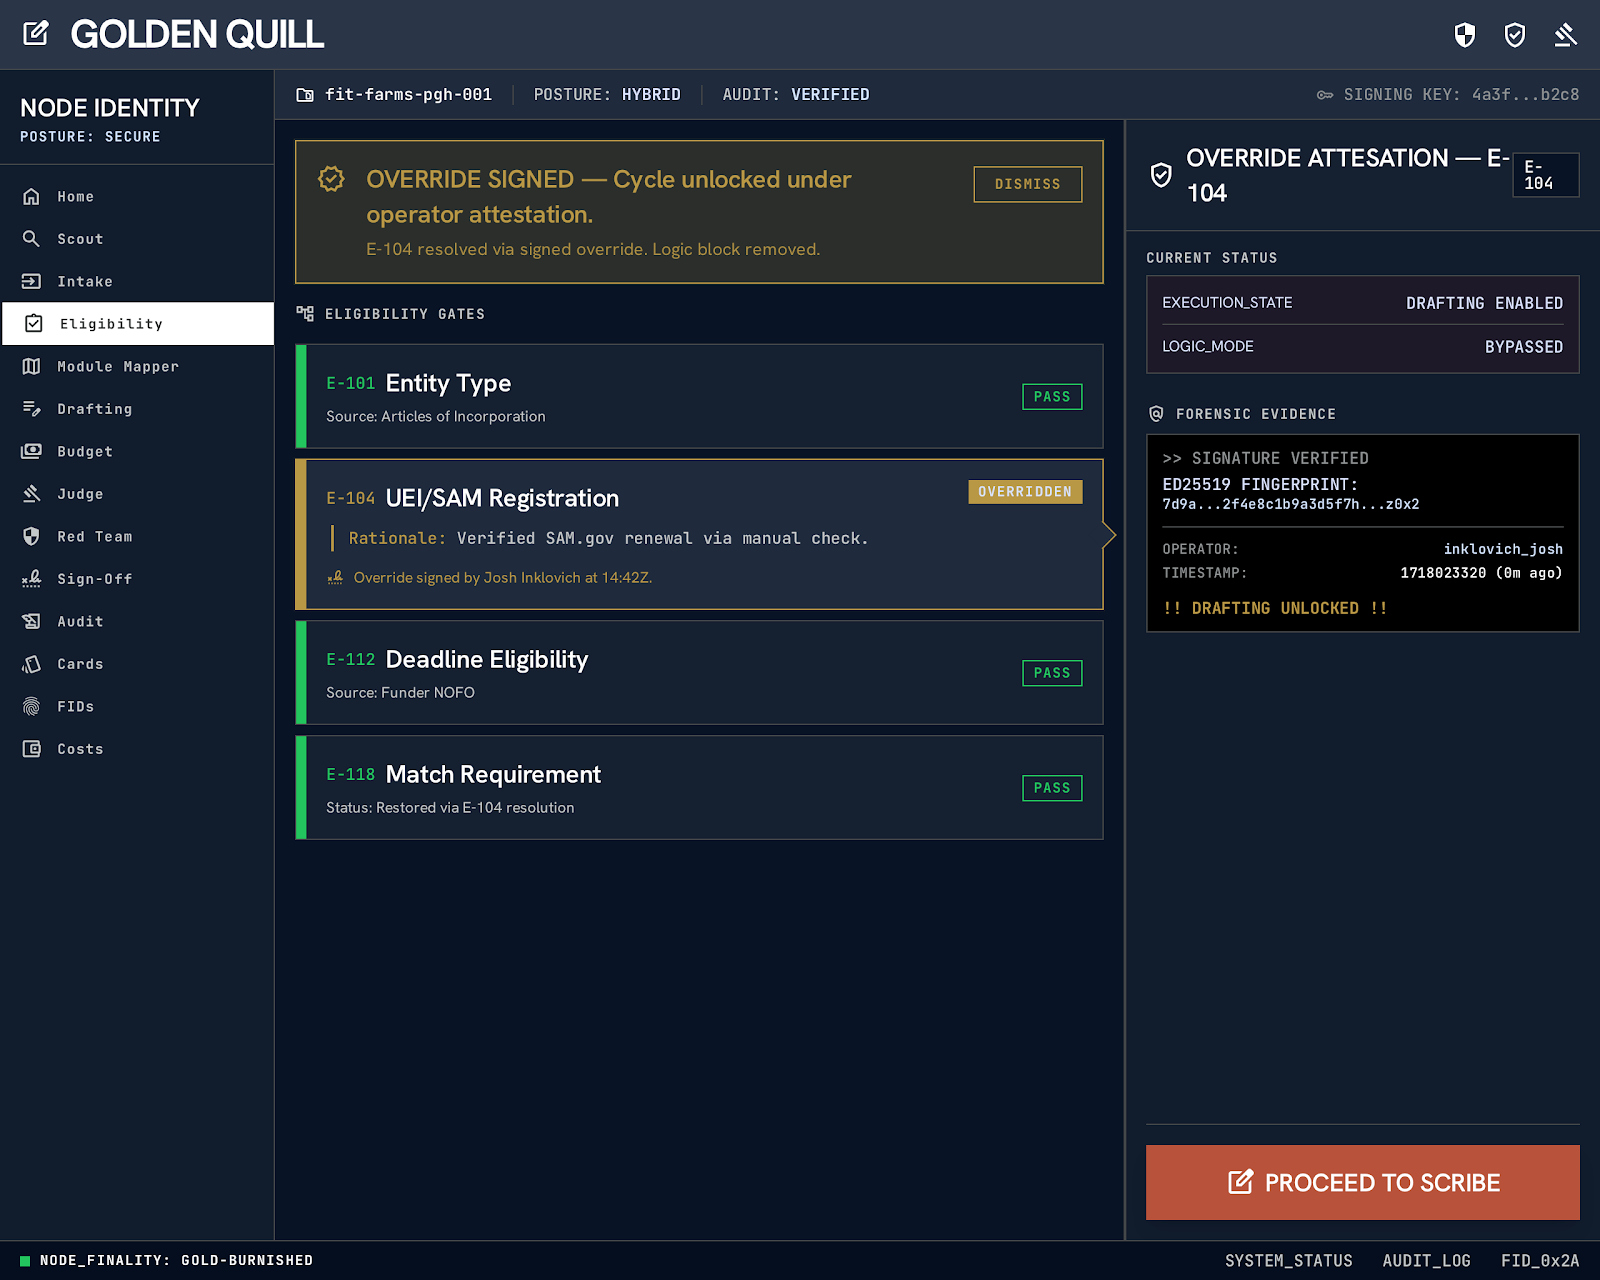 GOLDEN QUILL
NODE IDENTITY
POSTURE: SECURE
Home
Scout
Intake
Eligibility
Module Mapper
Drafting
Budget
Judge
Red Team
Sign-Off
Audit
Cards
FIDs
Costs
fit-farms-pgh-001
POSTURE: HYBRID
AUDIT: VERIFIED
SIGNING KEY: 4a3f...b2c8
OVERRIDE SIGNED — Cycle unlocked under
operator attestation.
E-104 resolved via signed override. Logic block removed.
DISMISS
ELIGIBILITY GATES
E-101 Entity Type
Source: Articles of Incorporation
PASS
E-104 UEI/SAM Registration
OVERRIDDEN
Rationale: Verified SAM.gov renewal via manual check.
Override signed by Josh Inklovich at 14:42Z.
E-112 Deadline Eligibility
Source: Funder NOFO
PASS
E-118 Match Requirement
Status: Restored via E-104 resolution
PASS
OVERRIDE ATTESATION — E-
104
E-
104
CURRENT STATUS
EXECUTION_STATE DRAFTING ENABLED
LOGIC_MODE BYPASSED
FORENSIC EVIDENCE
>> SIGNATURE VERIFIED
ED25519 FINGERPRINT:
7d9a...2f4e8c1b9a3d5f7h...z0x2
OPERATOR: inklovich_josh
TIMESTAMP: 1718023320 (0m ago)
!! DRAFTING UNLOCKED !!
PROCEED TO SCRIBE
NODE_FINALITY: GOLD-BURNISHED
SYSTEM_STATUS
AUDIT_LOG
FID_0x2A